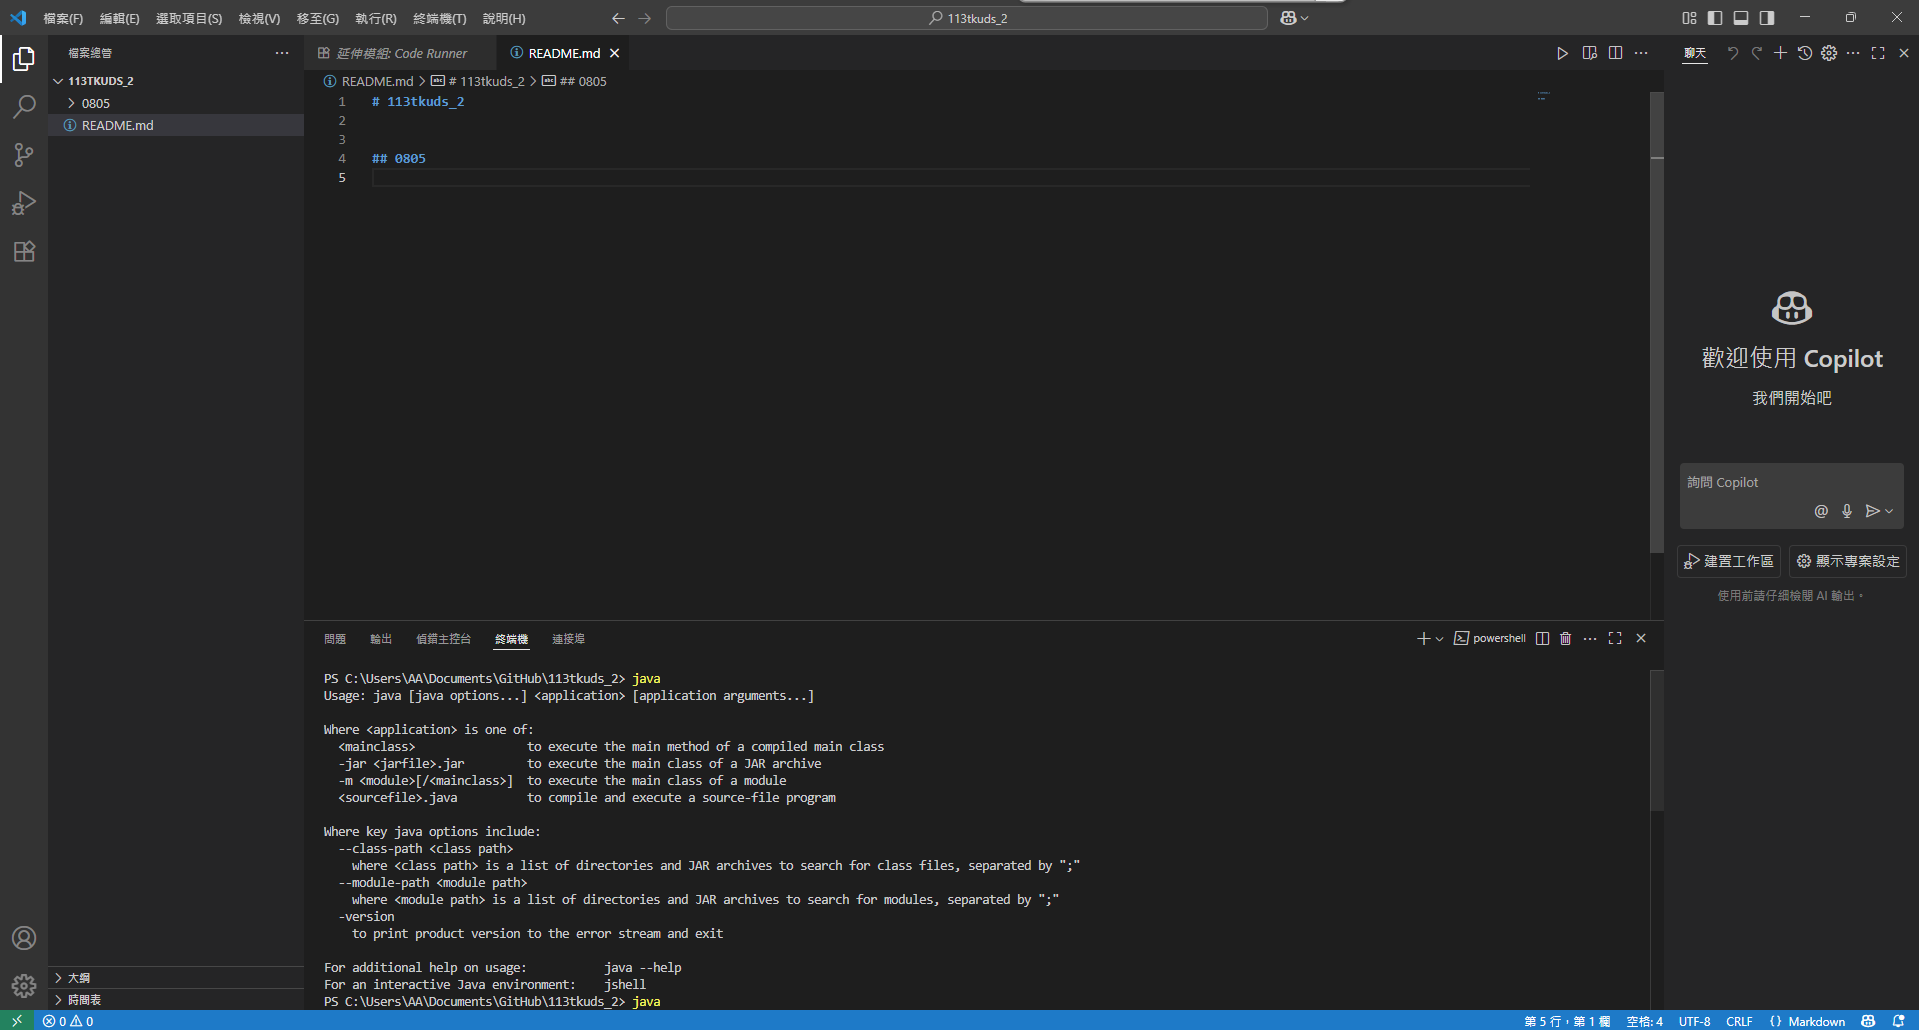 檔案(F) 編輯(E) 選取項目(S) 檢視(V) 移至(G) 執行(R) 終端機(T) 說明(H)
113tkuds_2
檔案總管
113TKUDS_2
0805
README.md
大綱
時間表
延伸模組: Code Runner
README.md
README.md > # 113tkuds_2 > ## 0805
1 # 113tkuds_2
2
3
4 ## 0805
5
問題 輸出 偵錯主控台 終端機 連接埠
powershell
PS C:\Users\AA\Documents\GitHub\113tkuds_2> java
Usage: java [java options...] <application> [application arguments...]
Where <application> is one of:
<mainclass> to execute the main method of a compiled main class
-jar <jarfile>.jar to execute the main class of a JAR archive
-m <module>[/<mainclass>] to execute the main class of a module
<sourcefile>.java to compile and execute a source-file program
Where key java options include:
--class-path <class path>
where <class path> is a list of directories and JAR archives to search for class files, separated by ";"
--module-path <module path>
where <module path> is a list of directories and JAR archives to search for modules, separated by ";"
-version
to print product version to the error stream and exit
For additional help on usage: java --help
For an interactive Java environment: jshell
PS C:\Users\AA\Documents\GitHub\113tkuds_2> java
聊天
歡迎使用 Copilot
我們開始吧
詢問 Copilot
@
建置工作區 顯示專案設定
使用前請仔細檢閱 AI 輸出。
0 0
第 5 行，第 1 欄 空格: 4 UTF-8 CRLF {} Markdown